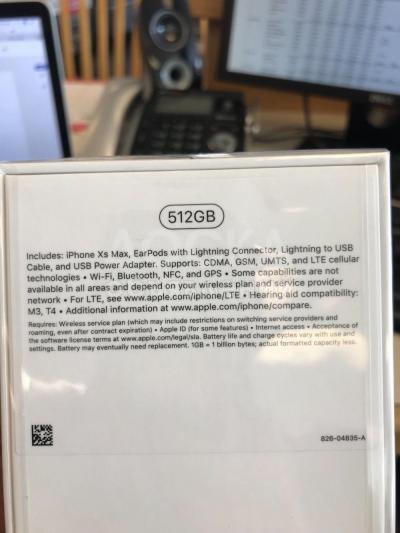 512GB
Includes: iPhone Xs Max, EarPods with Lightning Connector, Lightning to USB
Cable, and USB Power Adapter. Supports: CDMA, GSM, UMTS, and LTE cellular
technologies • Wi-Fi, Bluetooth, NFC, and GPS • Some capabilities are not
available in all areas and depend on your wireless plan and service provider
network • For LTE, see www.apple.com/iphone/LTE • Hearing aid compatibility:
M3, T4 • Additional information at www.apple.com/iphone/compare.
Requires: Wireless service plan (which may include restrictions on switching service providers and
roaming, even after contract expiration) • Apple ID (for some features) • Internet access • Acceptance of
the software license terms at www.apple.com/legal/sla. Battery life and charge cycles vary with use and
settings. Battery may eventually need replacement. 1GB = 1 billion bytes; actual formatted capacity less.
826-04835-A